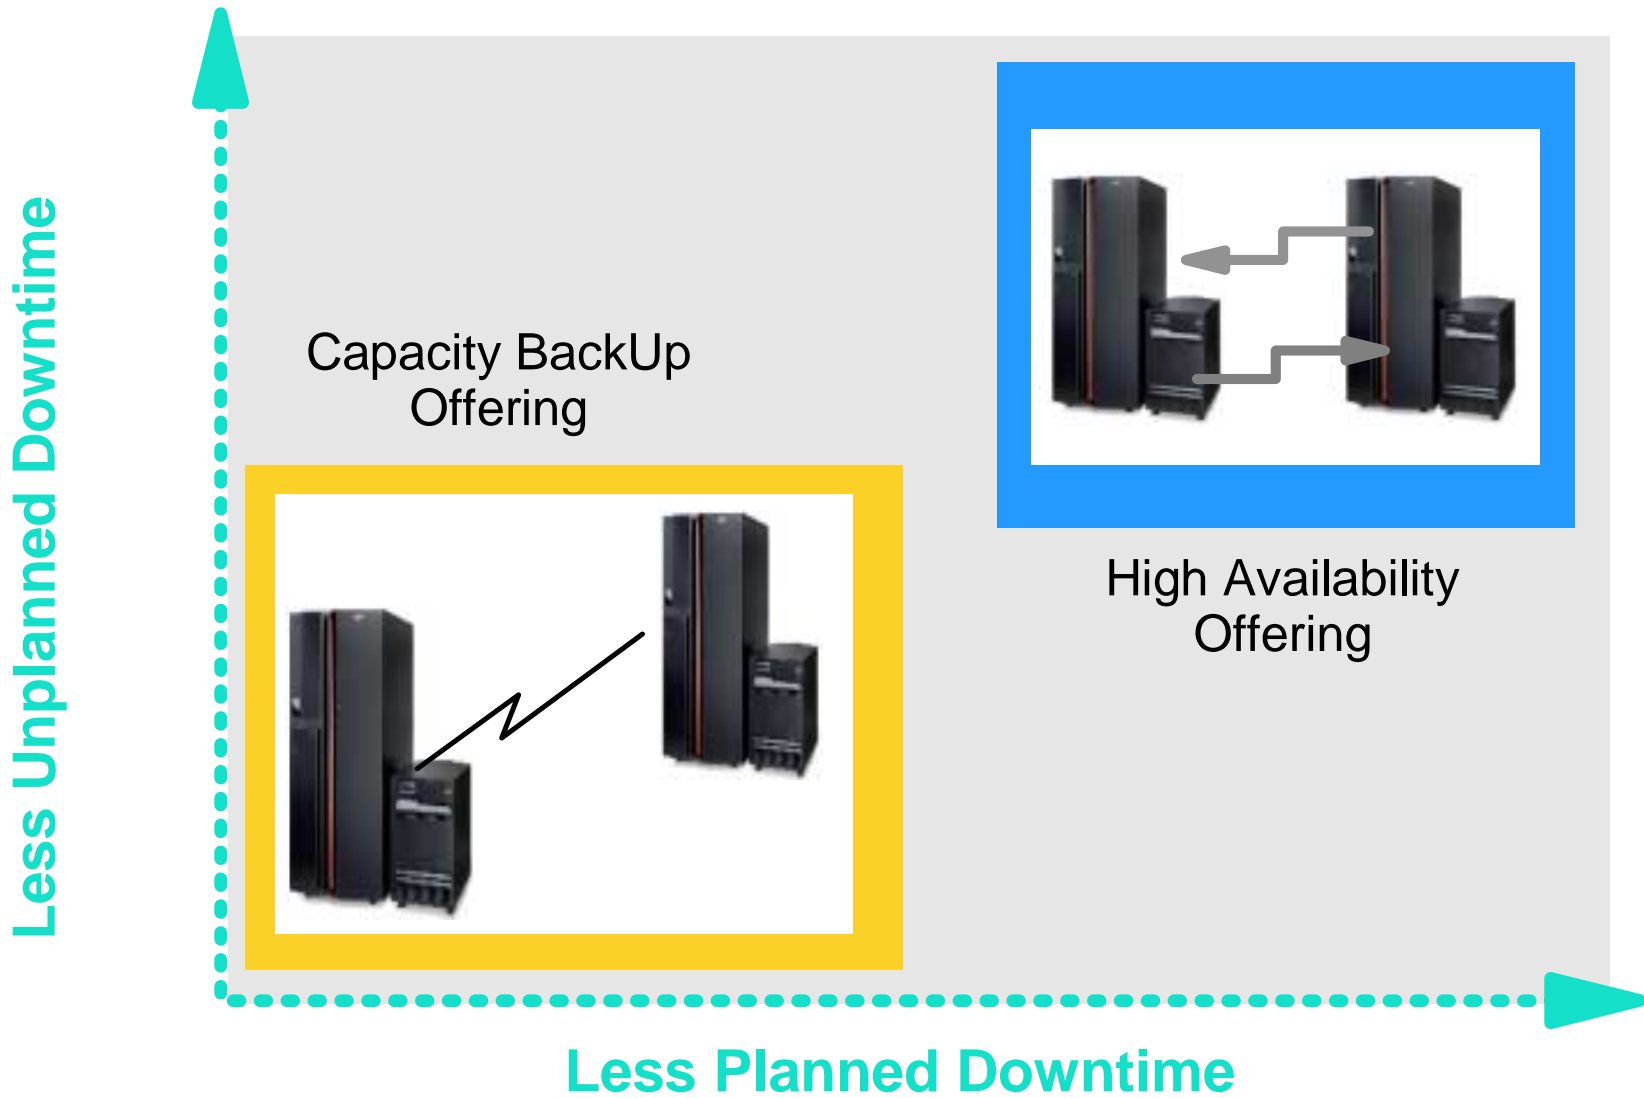 Less Unplanned Downtime
Capacity BackUp
Offering
High Availability
Offering
Less Planned Downtime